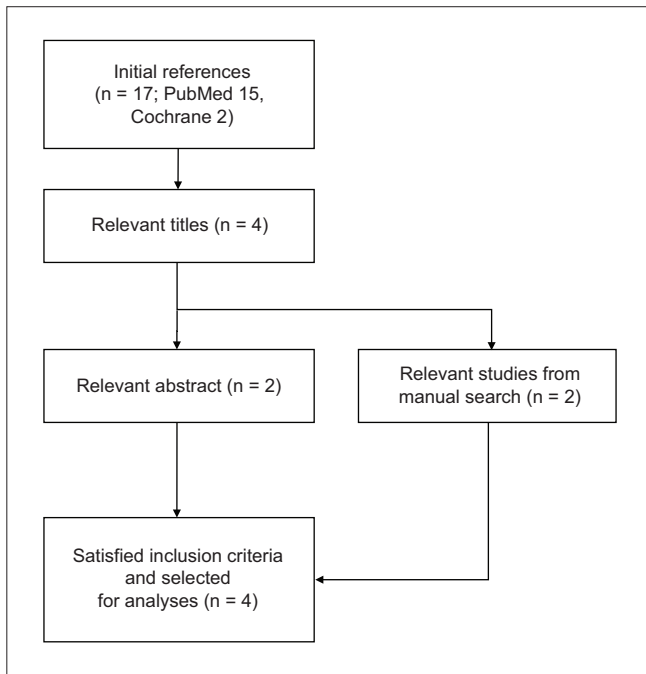 Initial references
(n = 17; PubMed 15,
Cochrane 2)
Relevant titles (n = 4)
Relevant abstract (n = 2)
Relevant studies from
manual search (n = 2)
Satisfied inclusion criteria
and selected
for analyses (n = 4)